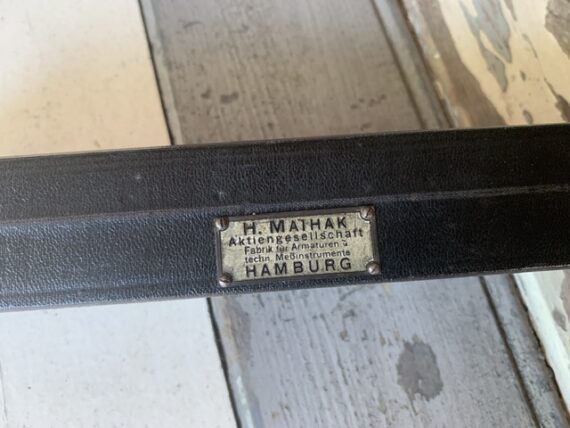 H. MAIHAK
Aktiengesellschaft
Fabrik für Armaturen u
techn. Meßinstrumente
HAMBURG